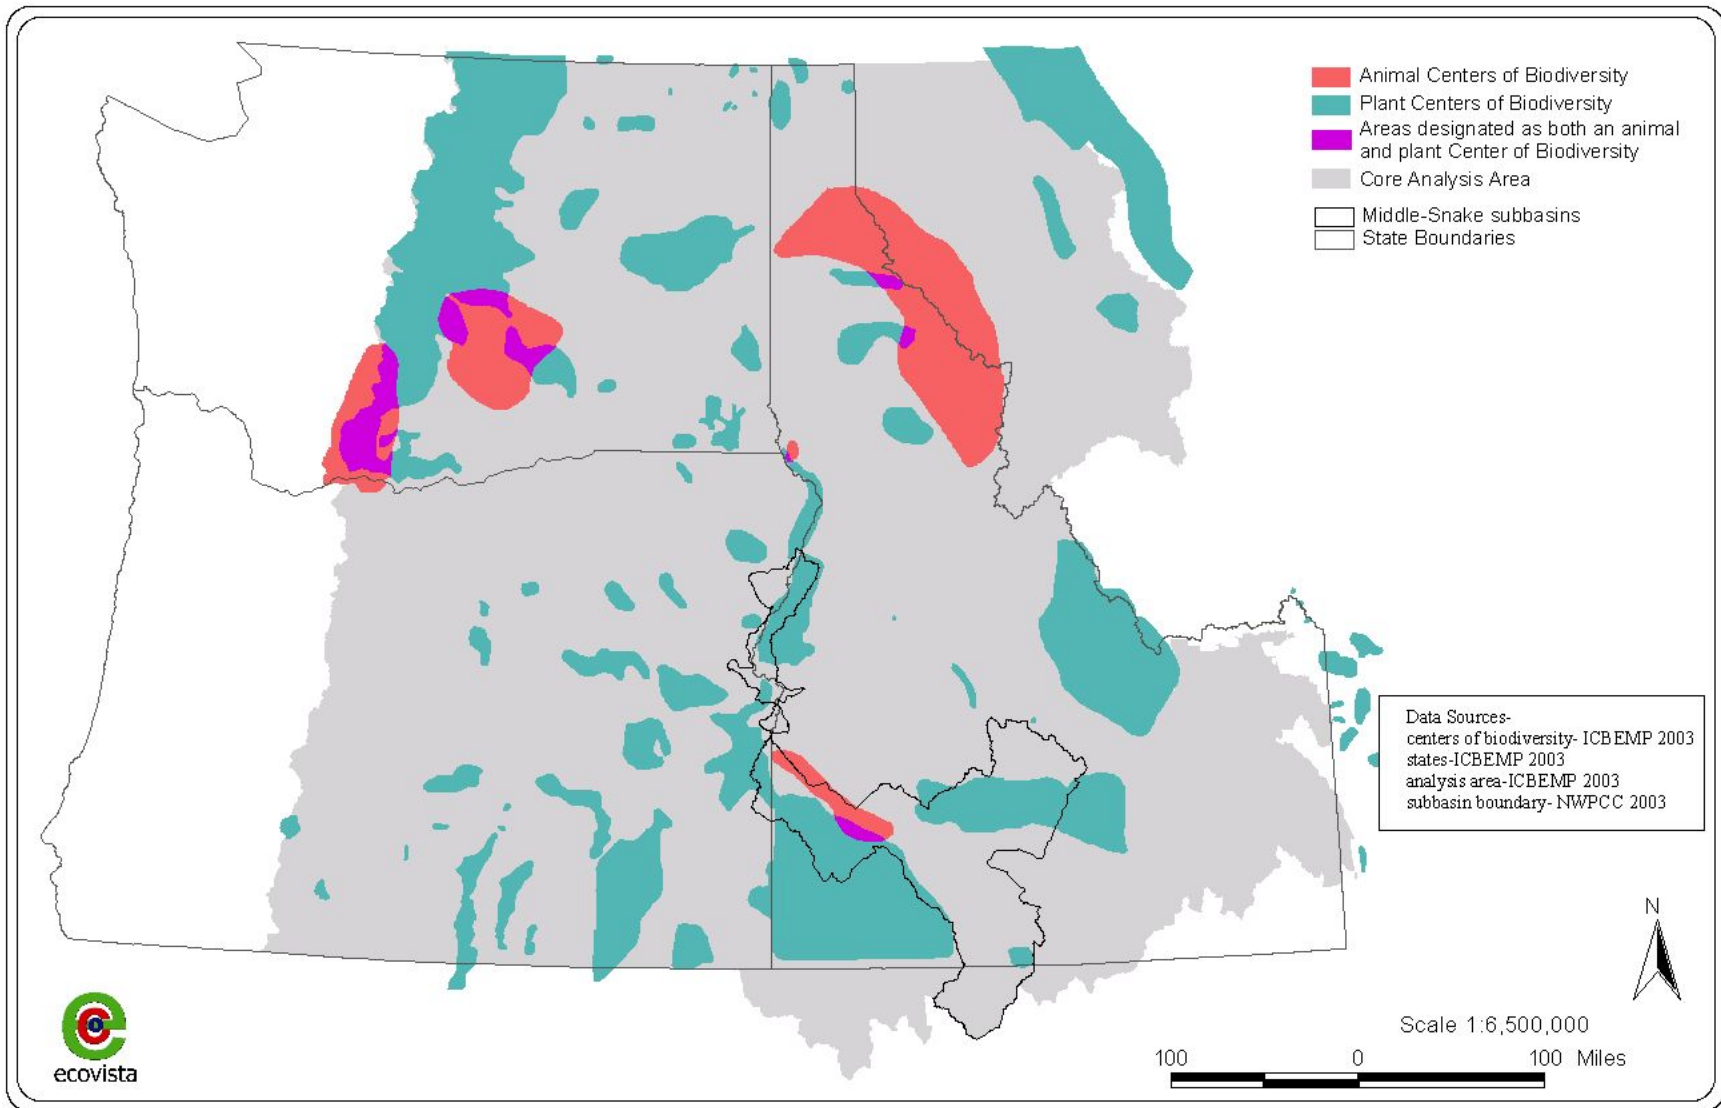 Animal Centers of Biodiversity
Plant Centers of Biodiversity
Areas designated as both an animal
and plant Center of Biodiversity
Core Analysis Area
Middle-Snake subbasins
State Boundaries
Data Sources-
centers of biodiversity- ICBEMP 2003
states-ICBEMP 2003
analysis area-ICBEMP 2003
subbasin boundary- NWPCC 2003
N
Scale 1:6,500,000
100 0 100 Miles
ecovista